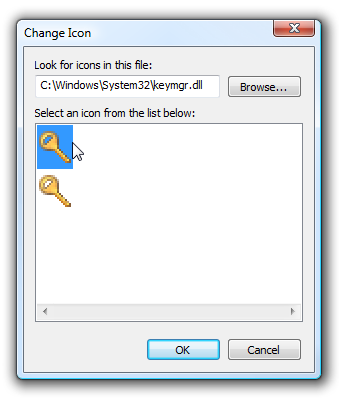 Change Icon
Look for icons in this file:
C:\Windows\System32\keymgr.dll
Browse...
Select an icon from the list below:
OK
Cancel